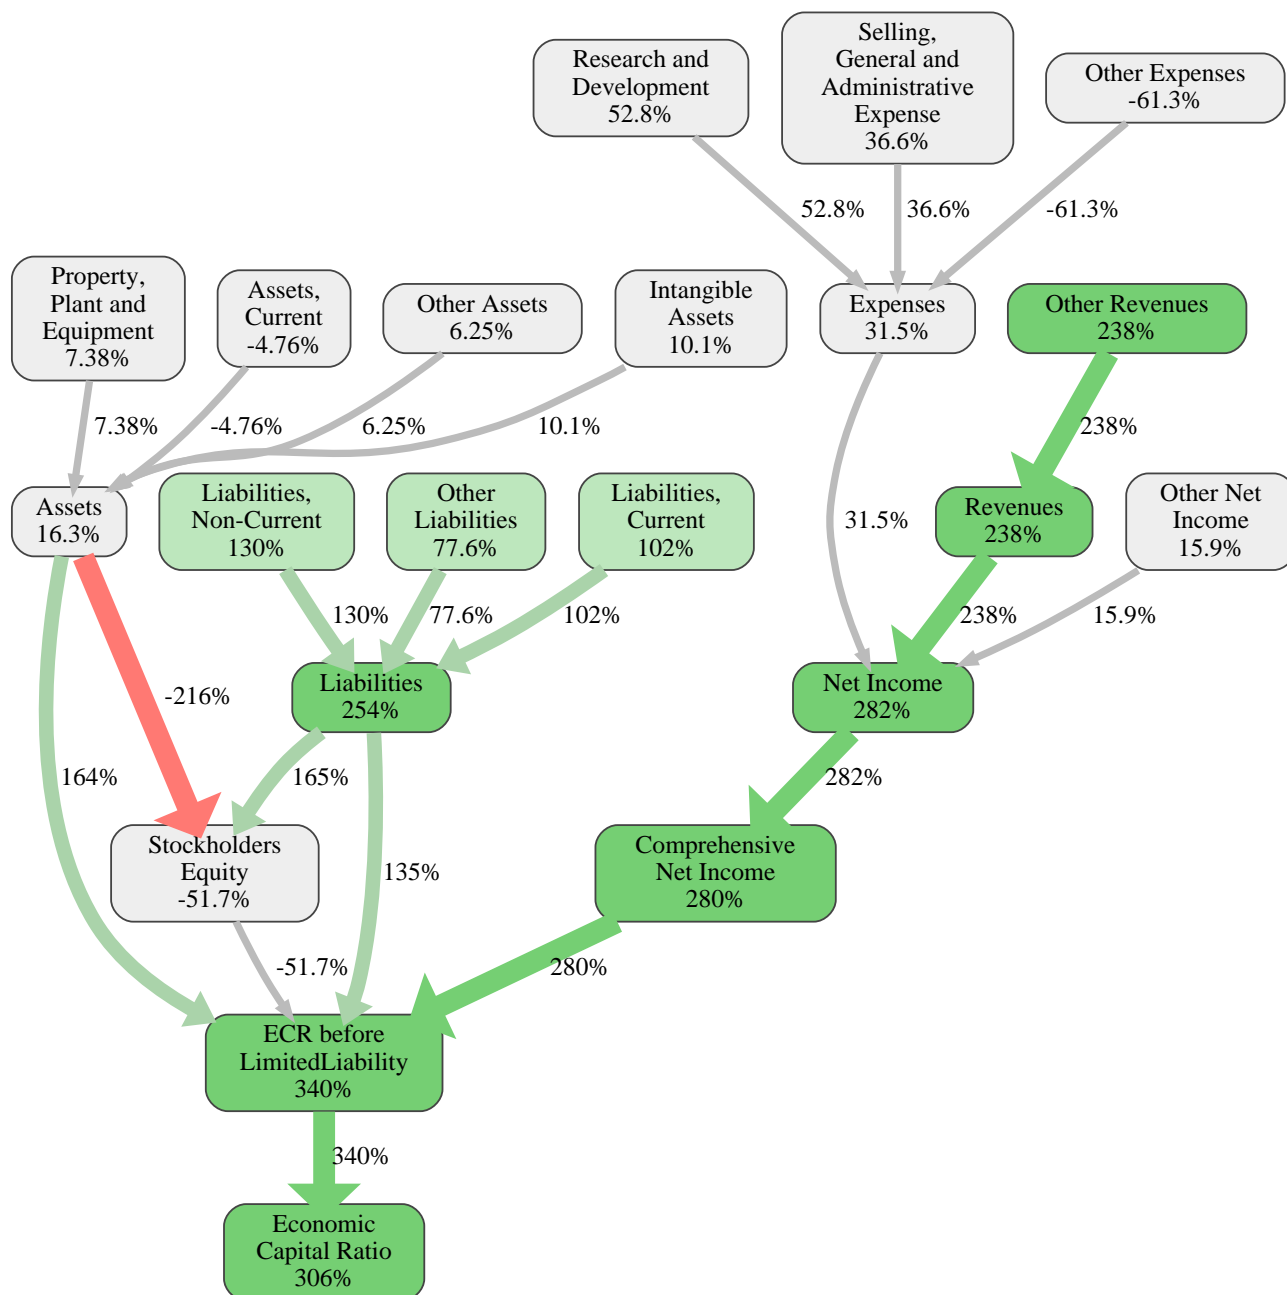 Research and
Development
52.8%
Selling,
General and
Administrative
Expense
36.6%
Other Expenses
-61.3%
52.8%
36.6%
-61.3%
Property,
Plant and
Equipment
7.38%
Assets,
Current
-4.76%
Other Assets
6.25%
Intangible
Assets
10.1%
Expenses
31.5%
Other Revenues
238%
7.38%
-4.76%
6.25%
10.1%
238%
Assets
16.3%
Liabilities,
Non-Current
130%
Other
Liabilities
77.6%
Liabilities,
Current
102%
31.5%
Revenues
238%
Other Net
Income
15.9%
130%
77.6%
102%
238%
15.9%
-216%
Liabilities
254%
Net Income
282%
164%
165%
282%
Stockholders
Equity
-51.7%
135%
Comprehensive
Net Income
280%
-51.7%
280%
ECR before
LimitedLiability
340%
340%
Economic
Capital Ratio
306%